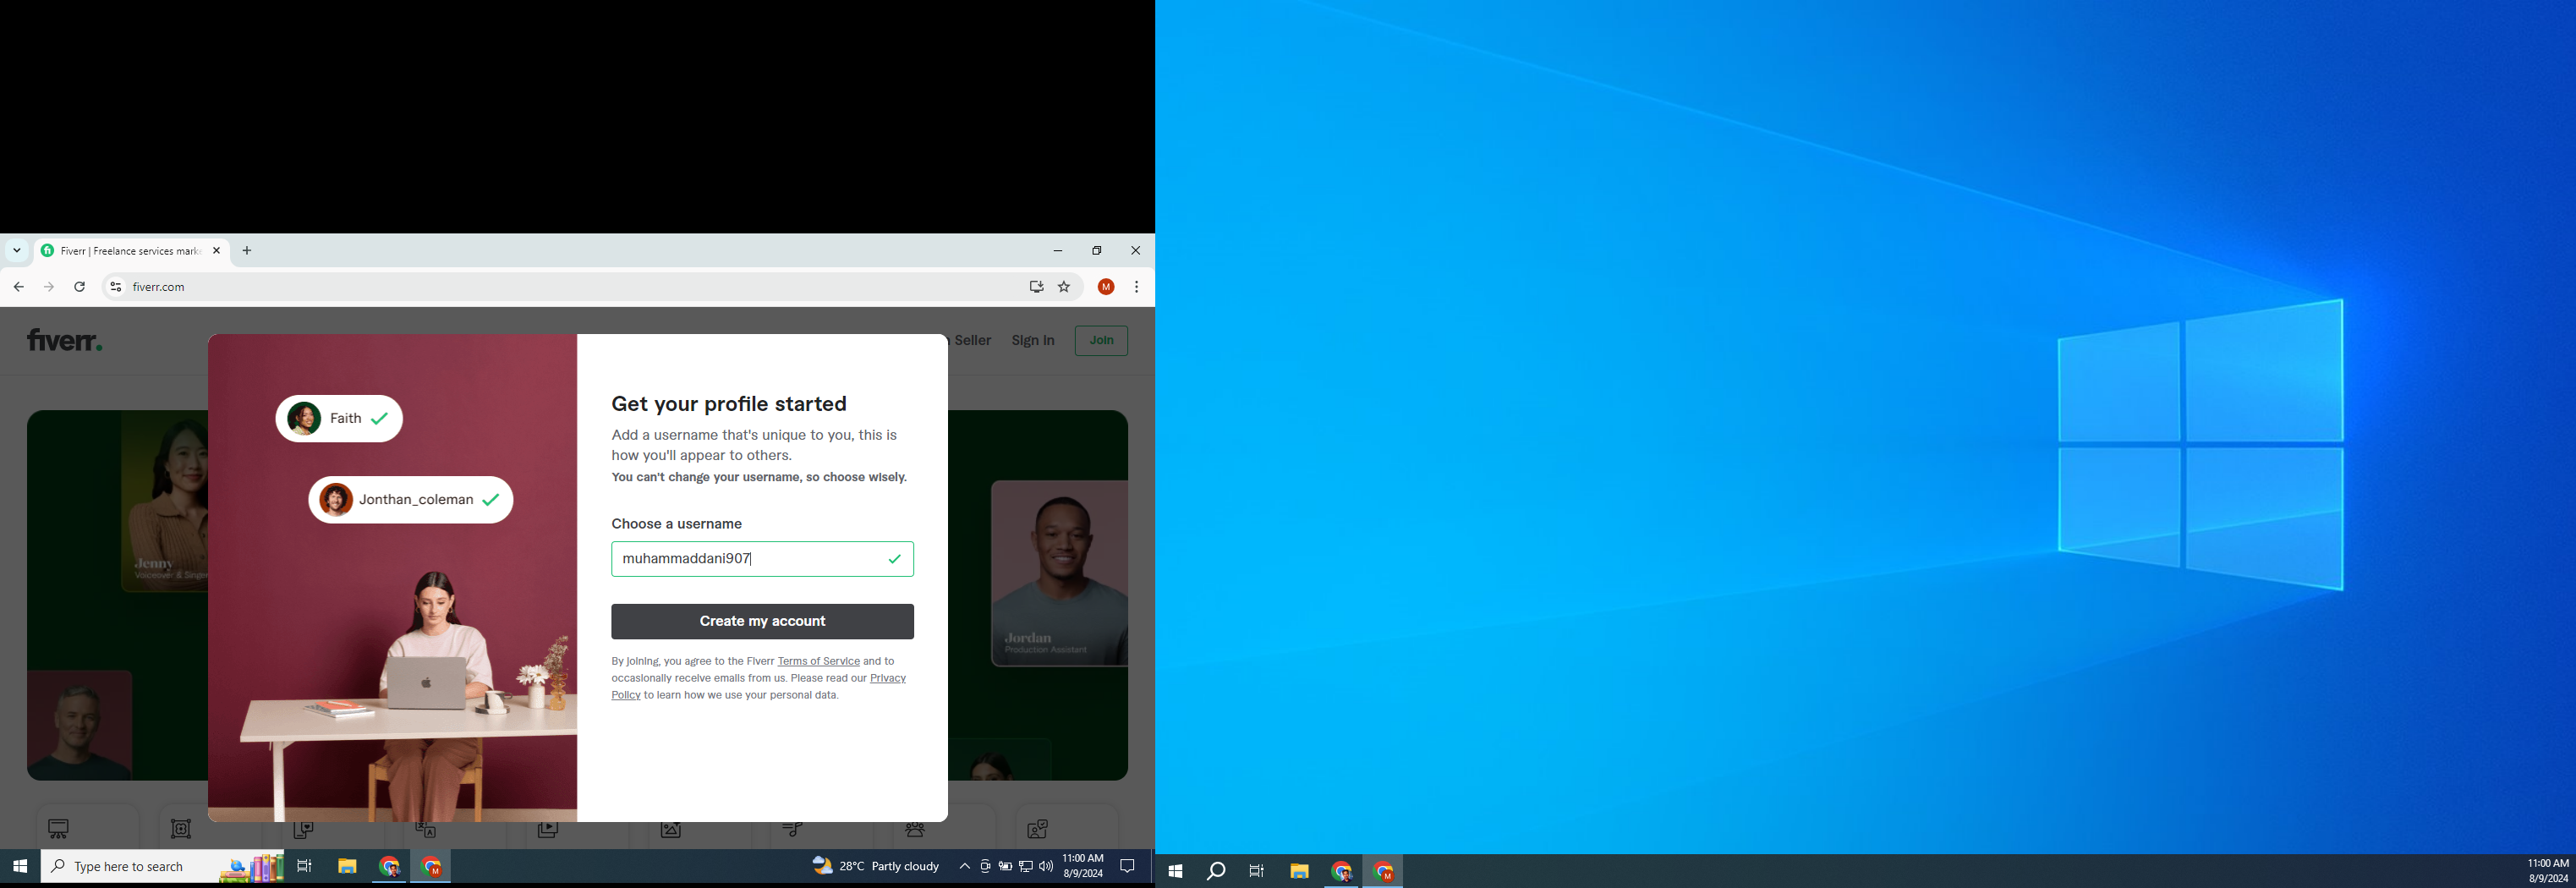 Fiverr | Freelance services mark
fiverr.com
fiverr.
Seller
Sign In
Join
Faith
Jonthan_coleman
Get your profile started
Add a username that's unique to you, this is
how you'll appear to others.
You can't change your username, so choose wisely.
Choose a username
muhammaddani907
Create my account
By joining, you agree to the Fiverr Terms of Service and to
occasionally receive emails from us. Please read our Privacy
Policy to learn how we use your personal data.
Jenny
Voiceover & Singer
Jordan
Production Assistant
Type here to search
28°C Partly cloudy
11:00 AM
8/9/2024
11:00 AM
8/9/2024
M
M
M